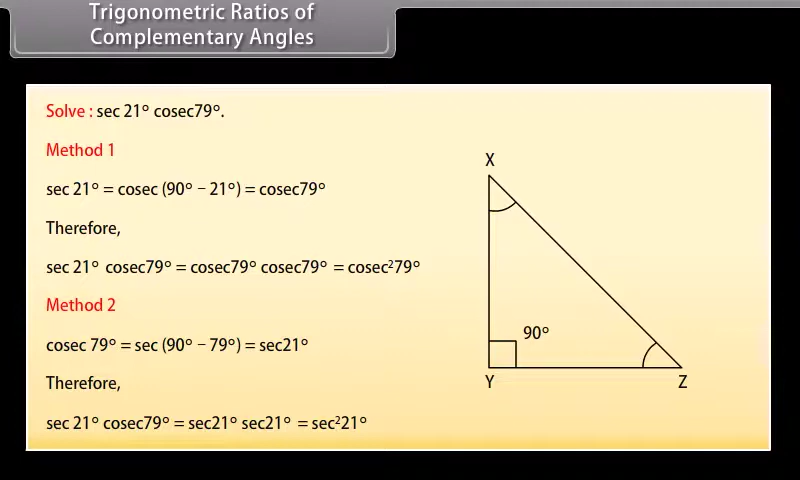 Trigonometric Ratios of
Complementary Angles
Solve : sec 21° cosec79°.
Method 1
sec 21° = cosec (90° − 21°) = cosec79°
Therefore,
sec 21° cosec79° = cosec79° cosec79° = cosec²79°
Method 2
cosec 79° = sec (90° − 79°) = sec21°
Therefore,
sec 21° cosec79° = sec21° sec21° = sec²21°
X
90°
Y
Z